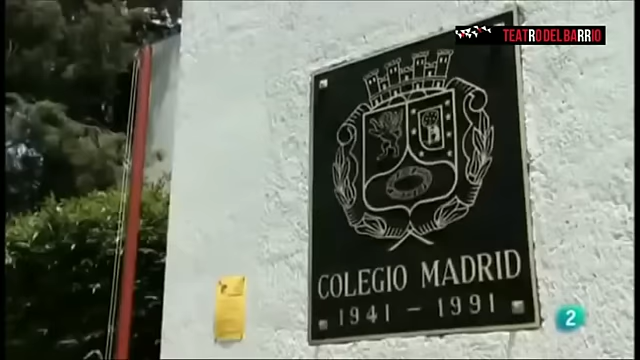 TEATRO DEL BARRIO
COLEGIO MADRID
1941 - 1991
2